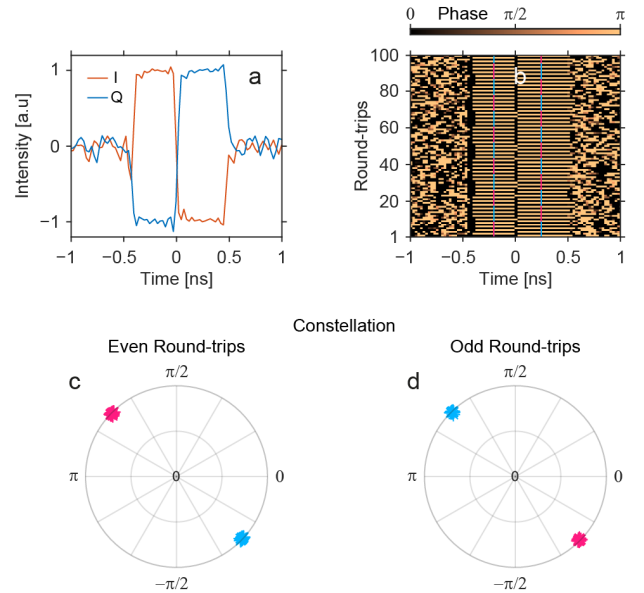 0 Phase π/2 π
1
0
−1
Intensity [a.u]
I
Q
a
−1 −0.5 0 0.5 1
Time [ns]
100
80
60
40
20
1
Round-trips
b
−1 −0.5 0 0.5 1
Time [ns]
Constellation
Even Round-trips
c
π/2
π 0 0
−π/2
Odd Round-trips
d
π/2
π 0 0
−π/2